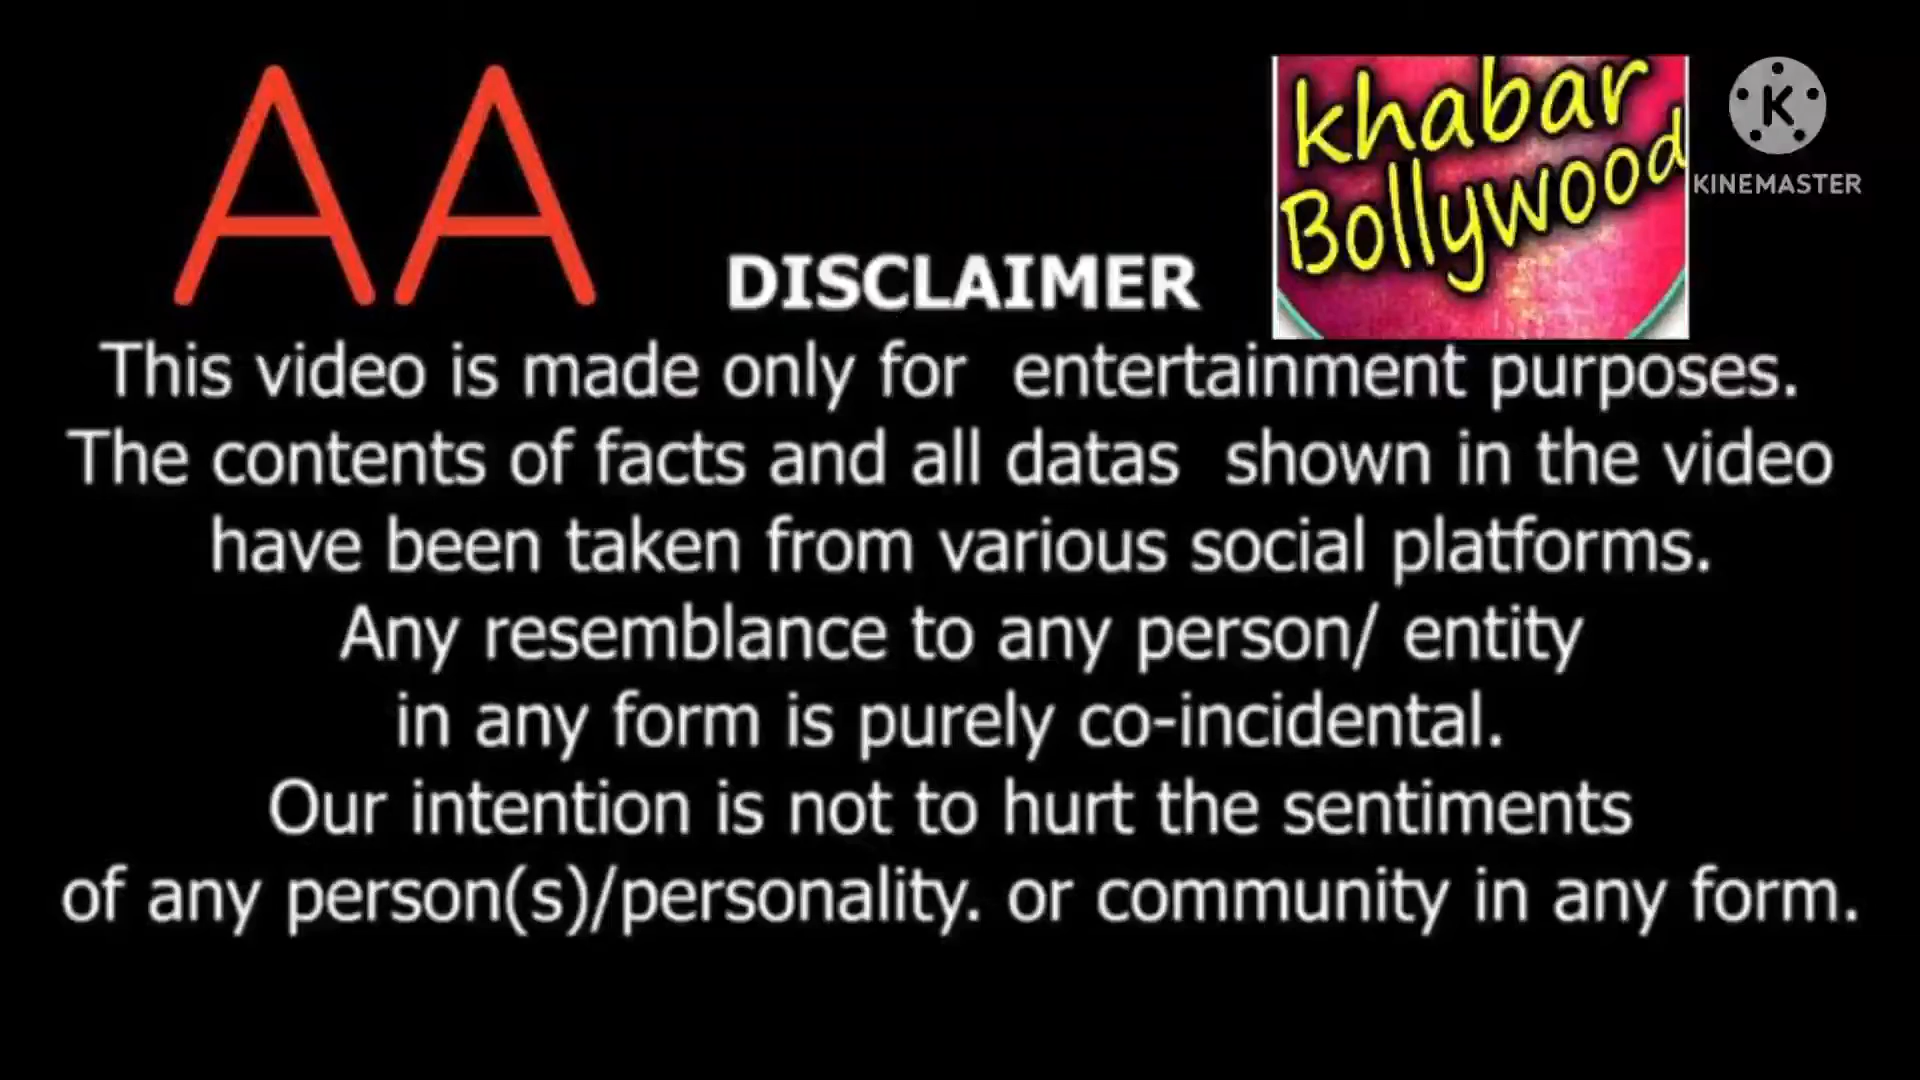 AA
khabar
Bollywood
K
KINEMASTER
DISCLAIMER
This video is made only for entertainment purposes.
The contents of facts and all datas shown in the video
have been taken from various social platforms.
Any resemblance to any person/ entity
in any form is purely co-incidental.
Our intention is not to hurt the sentiments
of any person(s)/personality. or community in any form.